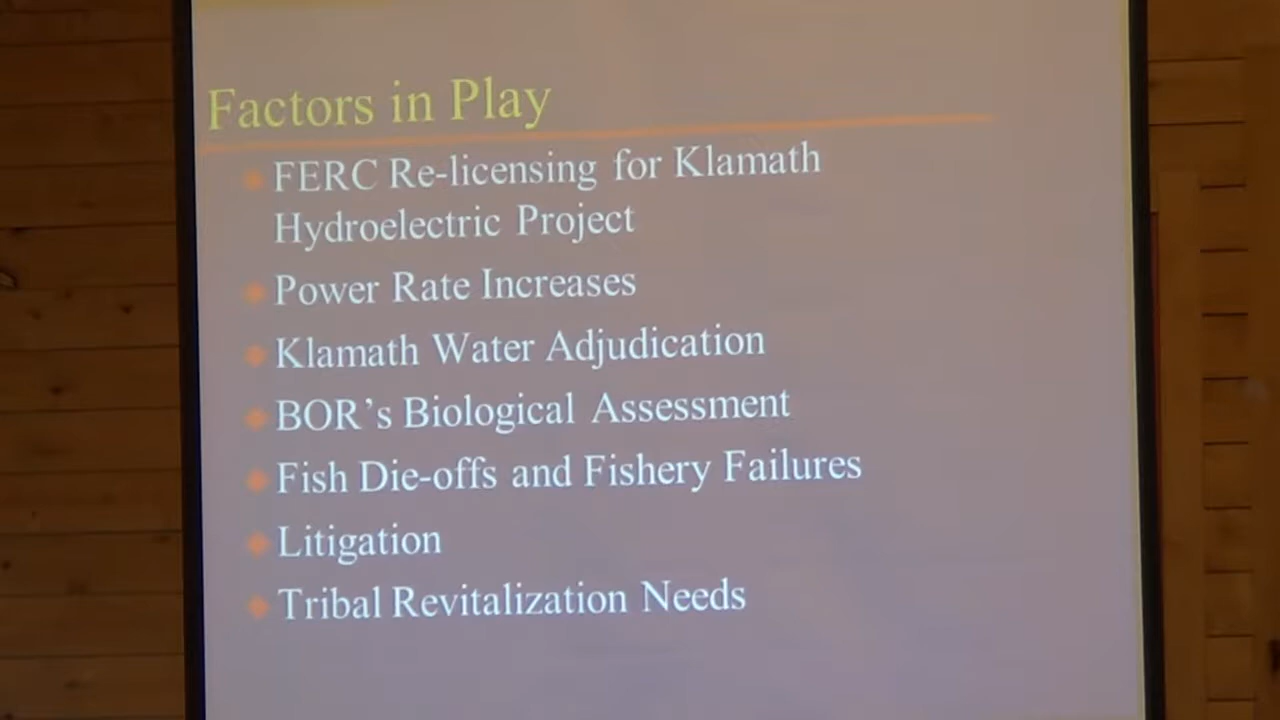 Factors in Play
FERC Re-licensing for Klamath
Hydroelectric Project
Power Rate Increases
Klamath Water Adjudication
BOR's Biological Assessment
Fish Die-offs and Fishery Failures
Litigation
Tribal Revitalization Needs